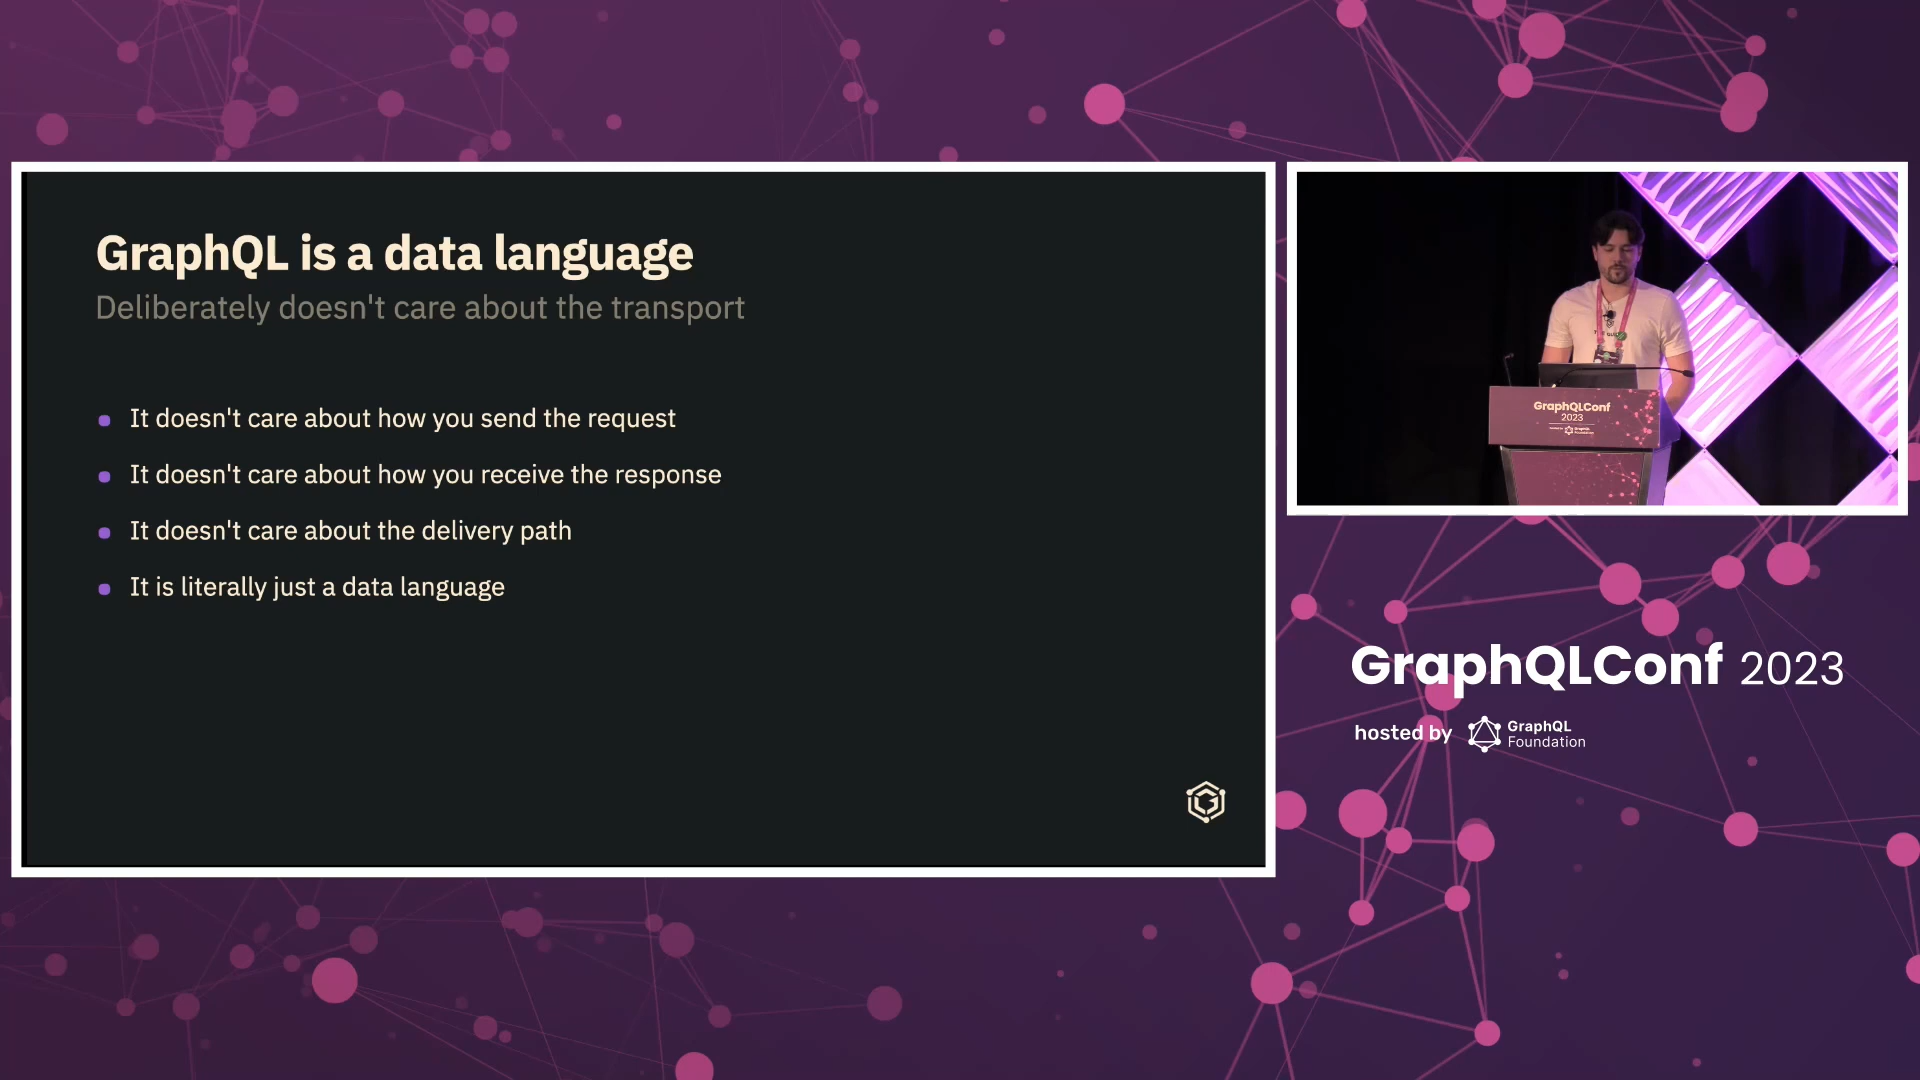 GraphQL is a data language
Deliberately doesn't care about the transport
It doesn't care about how you send the request
It doesn't care about how you receive the response
It doesn't care about the delivery path
It is literally just a data language
GraphQLConf
2023
GraphQLConf 2023
hosted by GraphQL Foundation